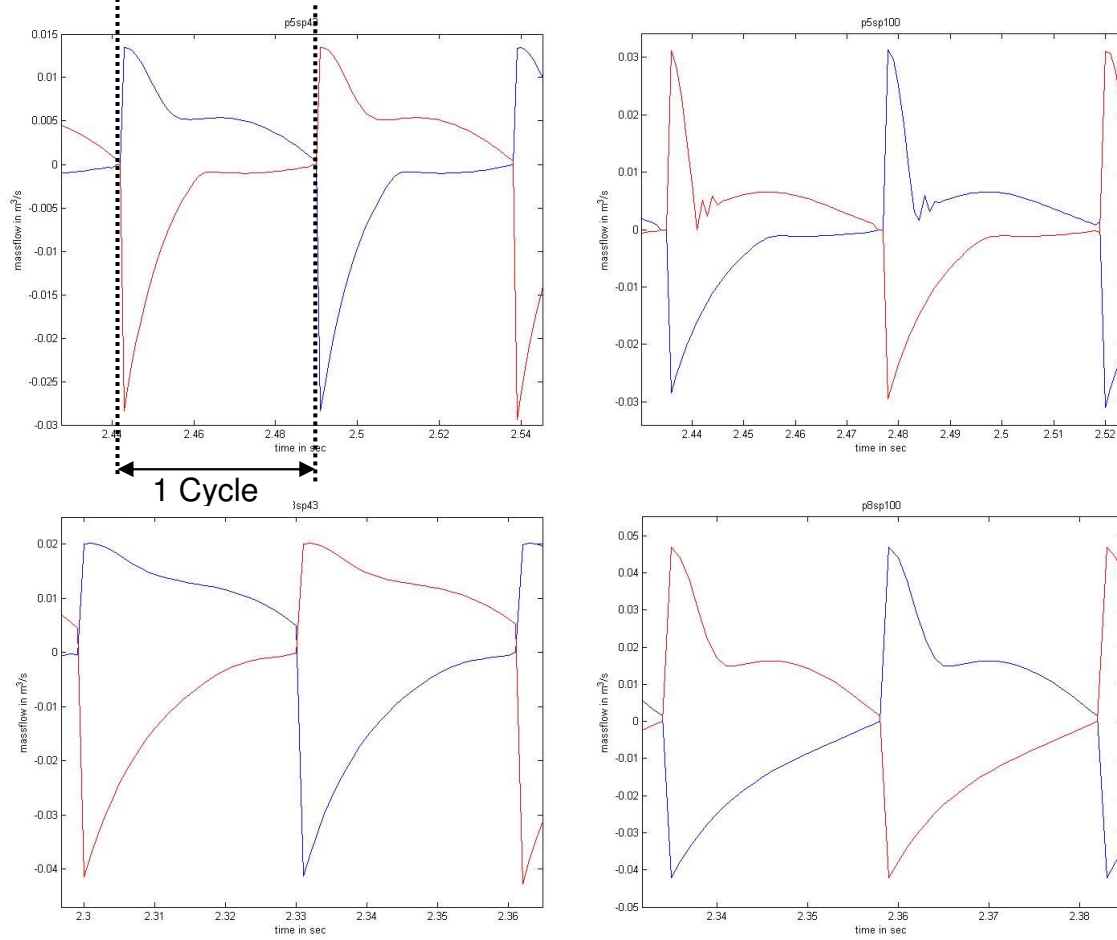 0.015
0.01
0.005
0
-0.005
-0.01
-0.015
-0.02
-0.025
-0.03
massflow in m³/s
2.44 2.46 2.48 2.5 2.52 2.54
time in sec
1 Cycle
p5sp100
0.03
0.02
0.01
0
-0.01
-0.02
-0.03
massflow in m³/s
2.44 2.45 2.46 2.47 2.48 2.49 2.5 2.51 2.52
time in sec
0.02
0.01
0
-0.01
-0.02
-0.03
-0.04
massflow in m³/s
2.3 2.31 2.32 2.33 2.34 2.35 2.36
time in sec
p8sp100
0.05
0.04
0.03
0.02
0.01
0
-0.01
-0.02
-0.03
-0.04
-0.05
massflow in m³/s
2.34 2.35 2.36 2.37 2.38
time in sec